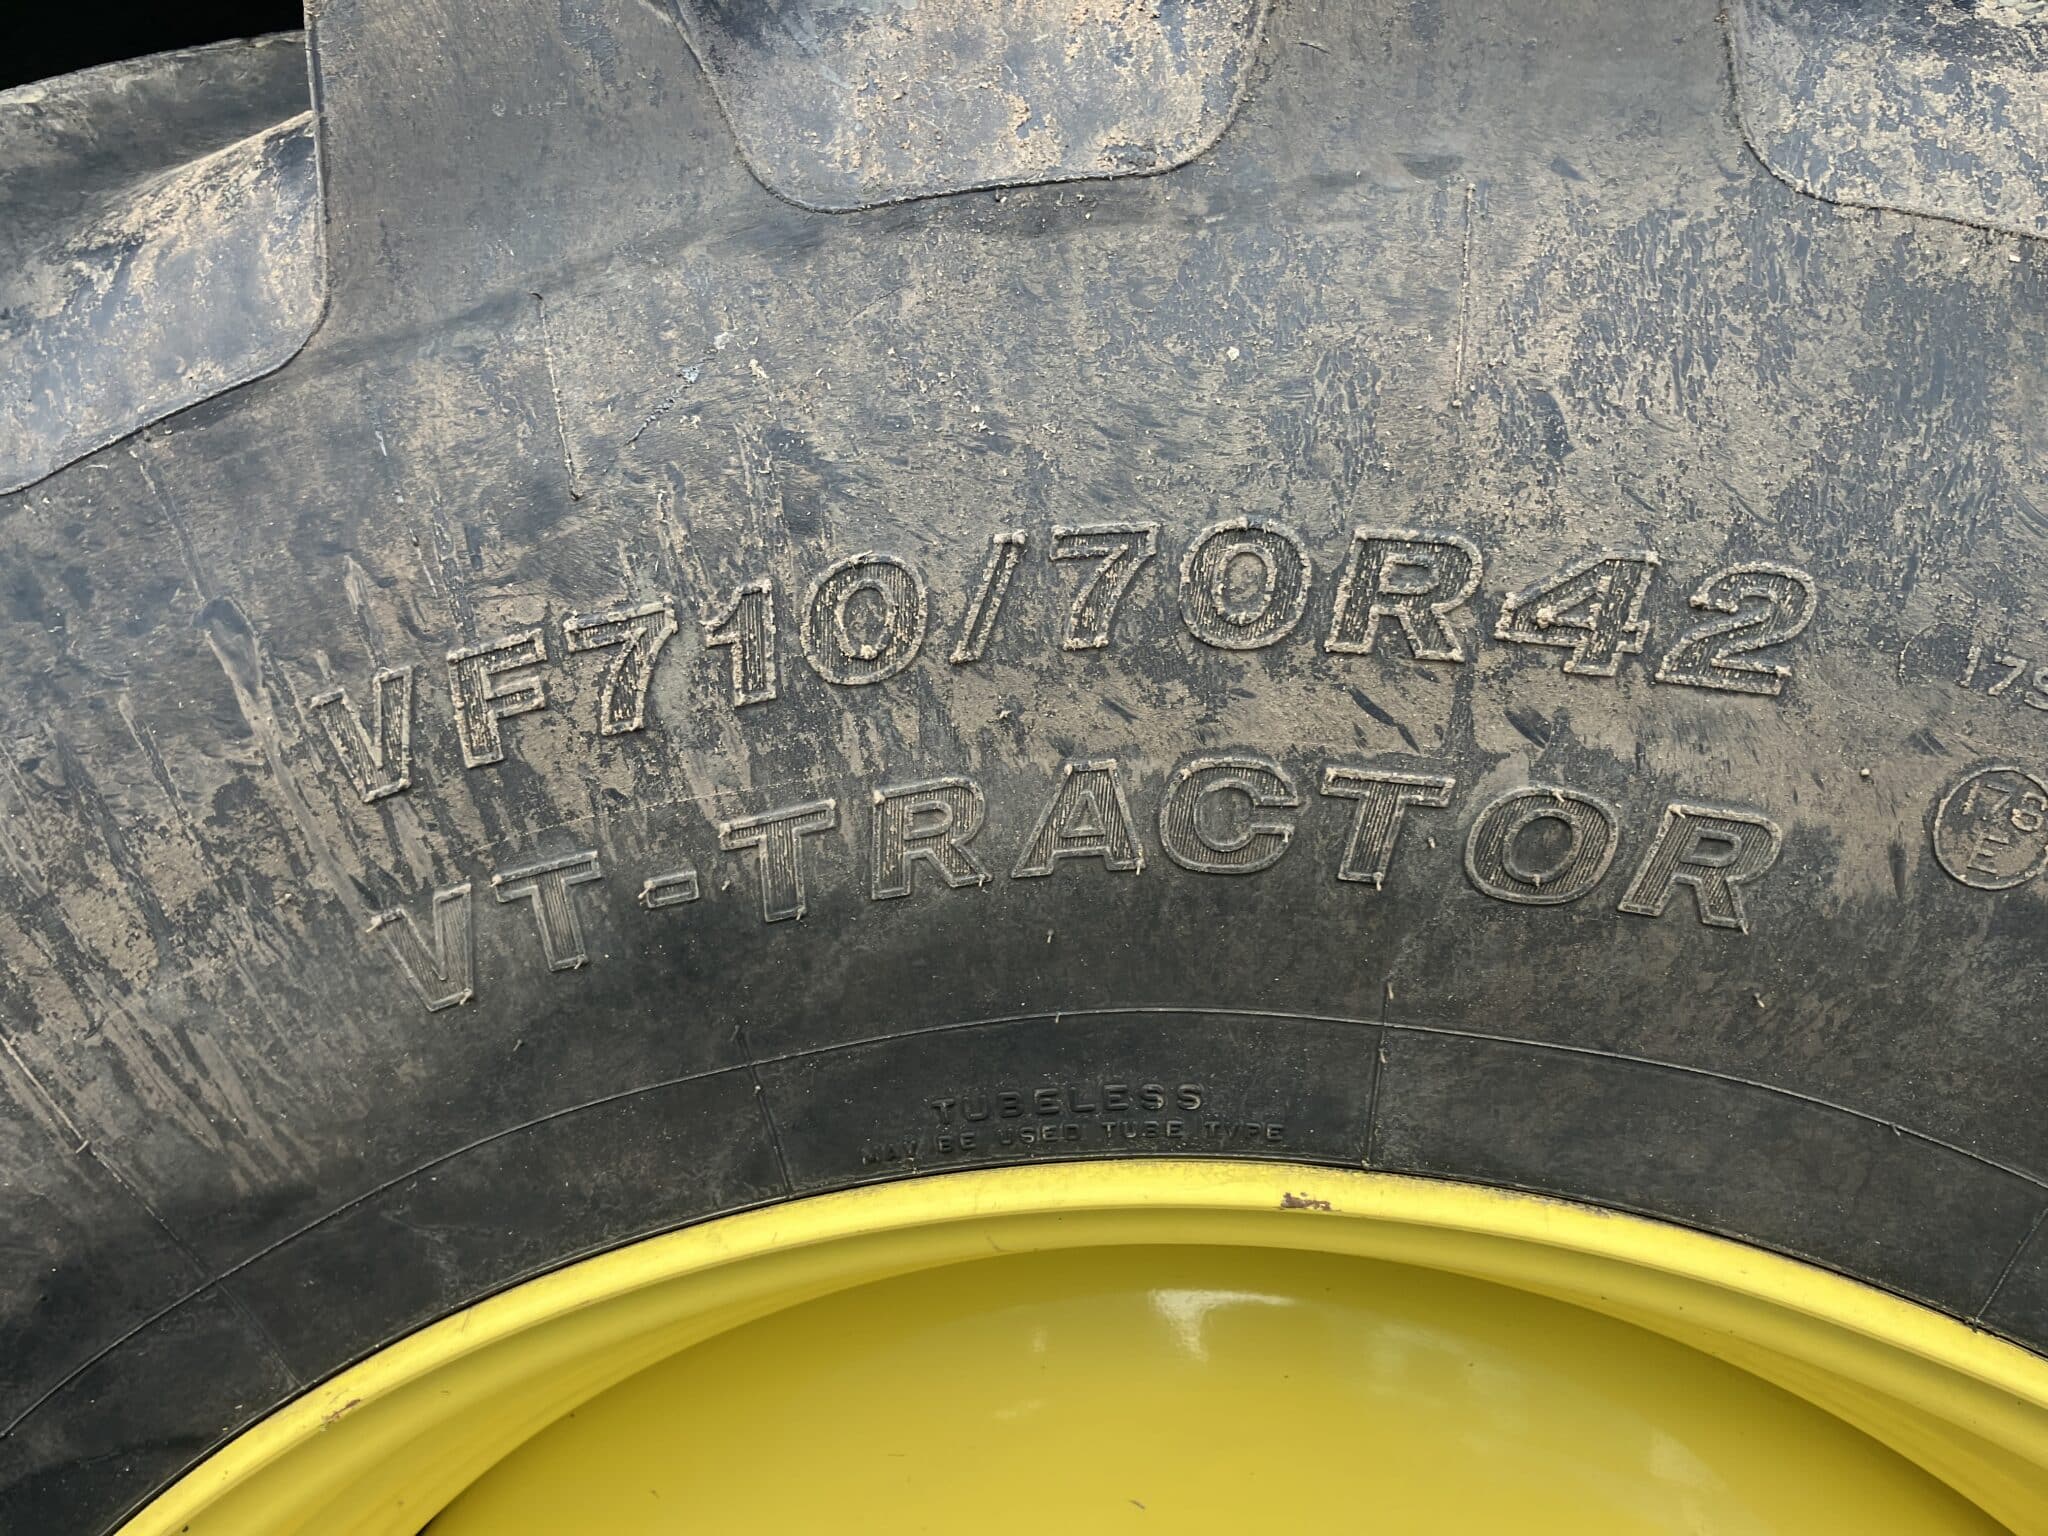 VF710/70R42
VT-TRACTOR
TUBELESS
MAY BE USED TUBE TYPE